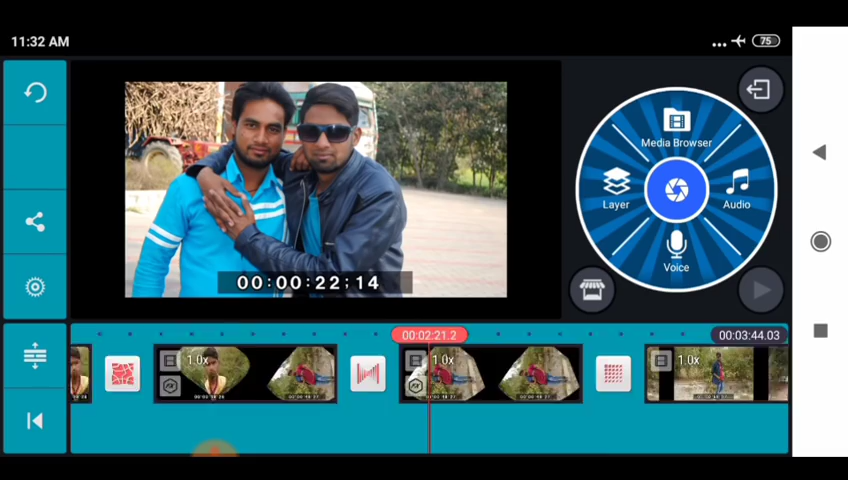 11:32 AM
75
Media Browser
Layer
Audio
Voice
00:00:22;14
00:02:21.2
00:03:44.03
1.0x
1.0x
1.0x